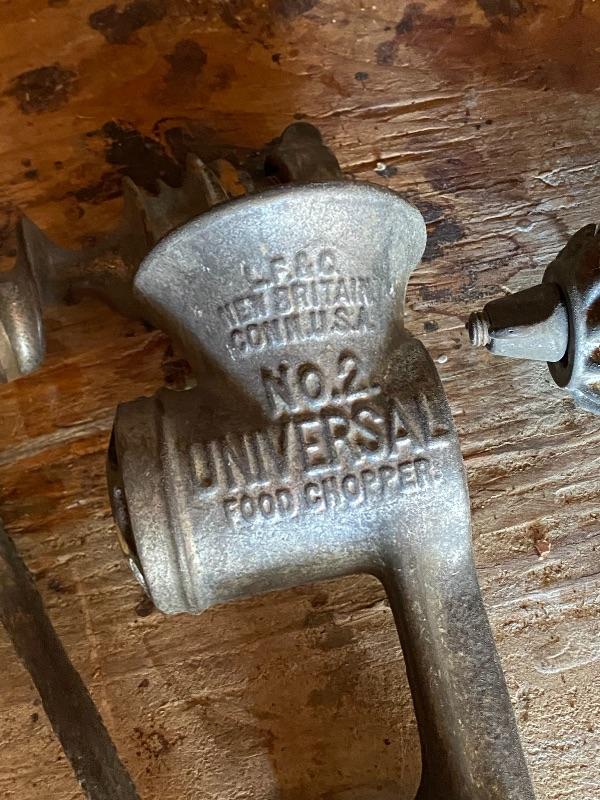 L.F.& C.
NEW BRITAIN
CONN.U.S.A.
NO.2.
UNIVERSAL
FOOD CHOPPER.